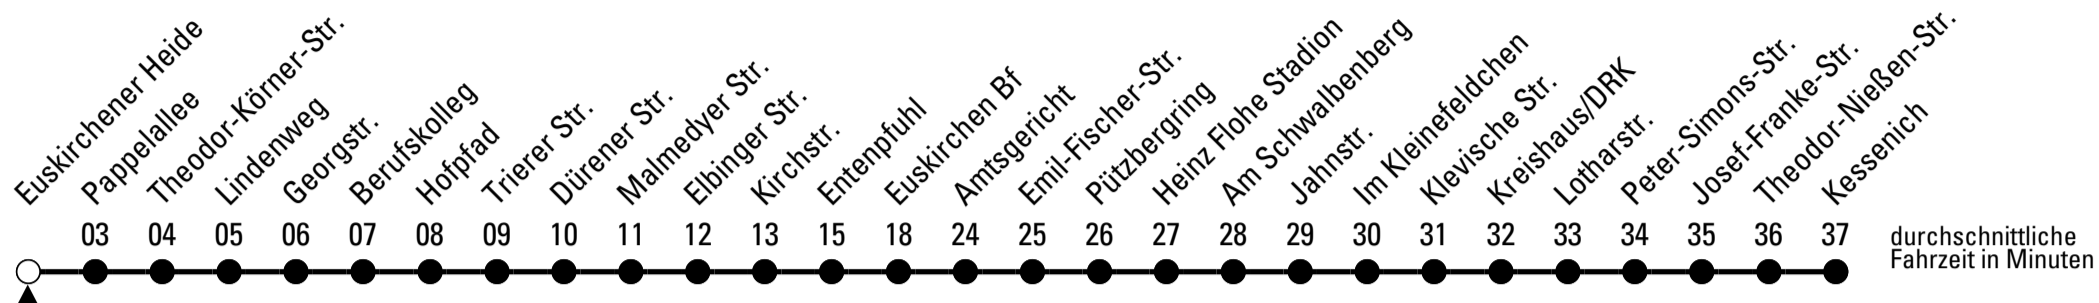 Euskirchener Heide
Pappelallee
Theodor-Körner-Str.
Lindenweg
Georgstr.
Berufskolleg
Hofpfad
Trierer Str.
Dürener Str.
Malmedyer Str.
Elbinger Str.
Kirchstr.
Entenpfuhl
Euskirchen Bf
Amtsgericht
Emil-Fischer-Str.
Pützbergring
Heinz Flohe Stadion
Am Schwalbenberg
Jahnstr.
Im Kleinefeldchen
Klevische Str.
Kreishaus/DRK
Lotharstr.
Peter-Simons-Str.
Josef-Franke-Str.
Theodor-Nießen-Str.
Kessenich
03 04 05 06 07 08 09 10 11 12 13 15 18 24 25 26 27 28 29 30 31 32 33 34 35 36 37
durchschnittliche
Fahrzeit in Minuten